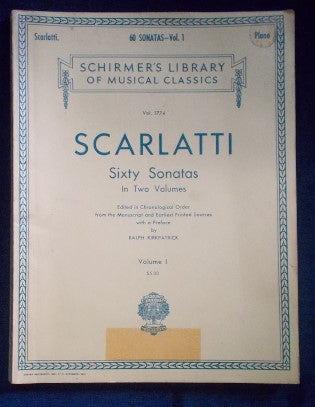 Scarlatti. 60 SONATAS—Vol. 1 Piano
SCHIRMER'S LIBRARY
OF MUSICAL CLASSICS
Vol. 1774
SCARLATTI
Sixty Sonatas
In Two Volumes
Edited in Chronological Order
from the Manuscript and Earliest Printed Sources
with a Preface
by
RALPH KIRKPATRICK
Volume I